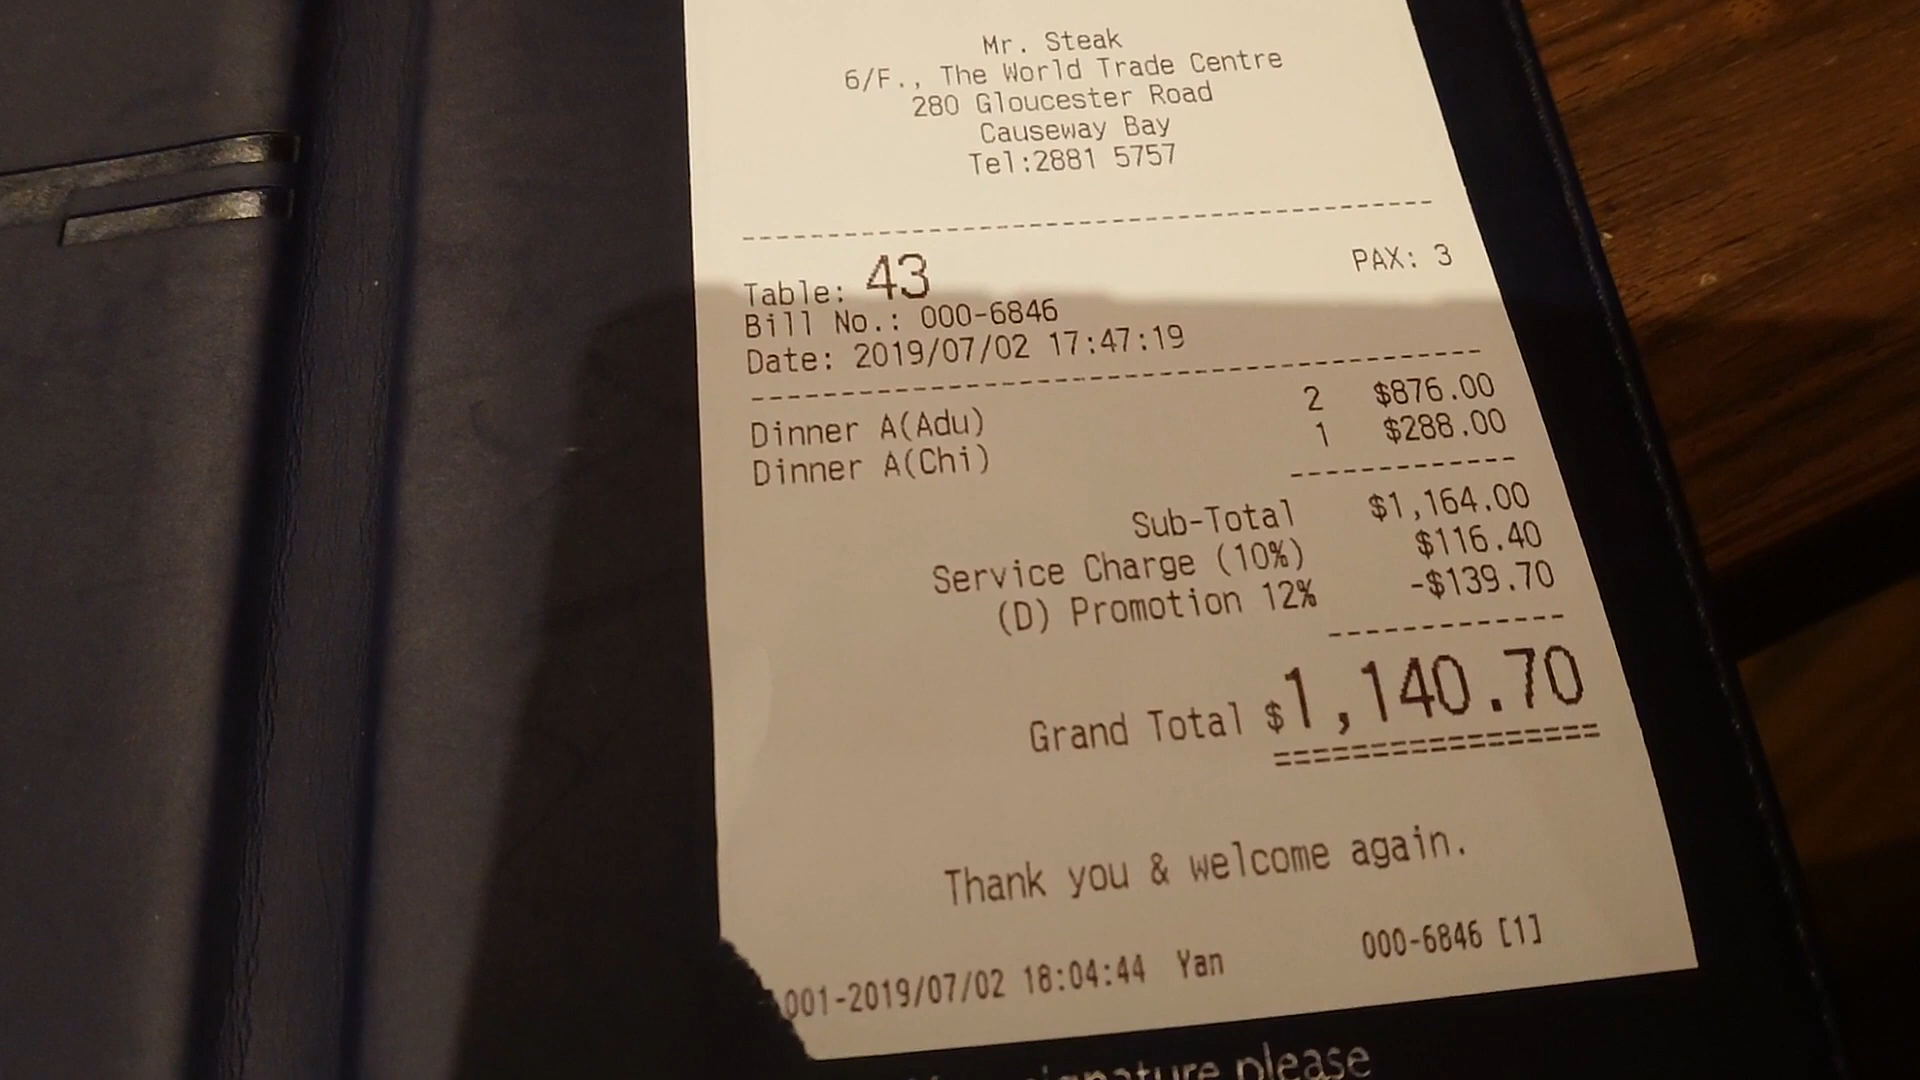 Mr. Steak
6/F., The World Trade Centre
280 Gloucester Road
Causeway Bay
Tel:2881 5757
Table: 43 PAX: 3
Bill No.: 000-6846
Date: 2019/07/02 17:47:19
Dinner A(Adu) 2 $876.00
Dinner A(Chi) 1 $288.00
Sub-Total $1,164.00
Service Charge (10%) $116.40
(D) Promotion 12% -$139.70
Grand Total $1,140.70
Thank you & welcome again.
001-2019/07/02 18:04:44 Yan 000-6846 [1]
signature please